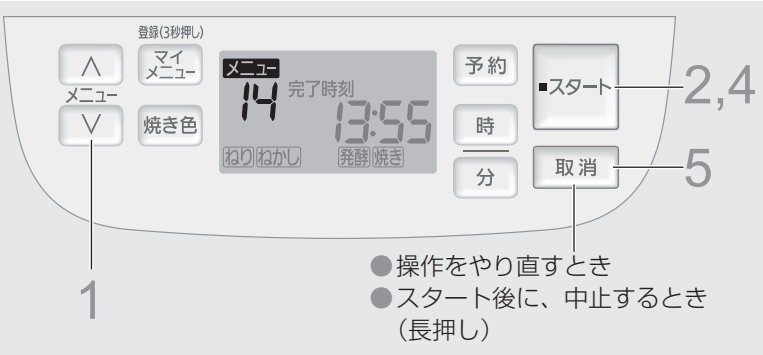 登録(3秒押し)
∧
メニュー
∨
マイ
メニュー
焼き色
メニュー
14
完了時刻
13:55
ねり ねかし 発酵 焼き
予約
時
分
スタート
取消
2,4
5
1
●操作をやり直すとき
●スタート後に、中止するとき
（長押し）